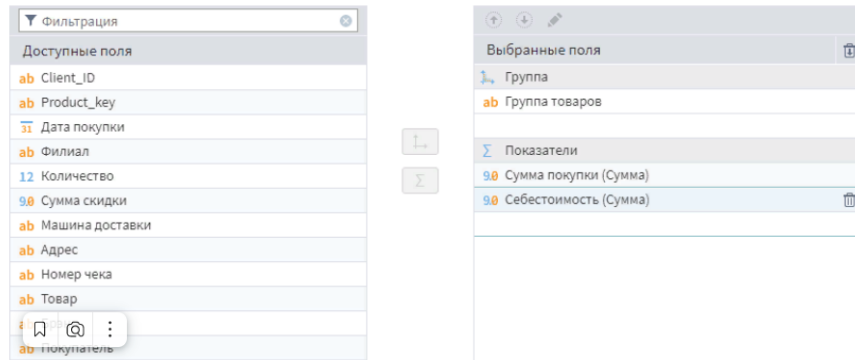 Фильтрация
Доступные поля
ab Client_ID
ab Product_key
31 Дата покупки
ab Филиал
12 Количество
9.0 Сумма скидки
ab Машина доставки
ab Адрес
ab Номер чека
ab Товар
ab Покупатель
Выбранные поля
Группа
ab Группа товаров
Σ Показатели
9.0 Сумма покупки (Сумма)
9.0 Себестоимость (Сумма)
Σ